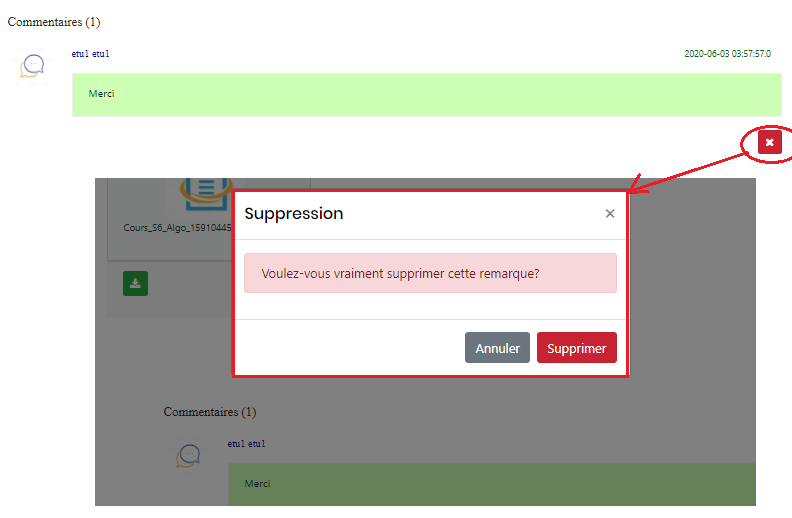 Commentaires (1)
etu1 etu1
2020-06-03 03:57:57.0
Merci
Cours_S6_Algo_15910445
Suppression
Voulez-vous vraiment supprimer cette remarque?
Annuler Supprimer
Commentaires (1)
etu1 etu1
Merci